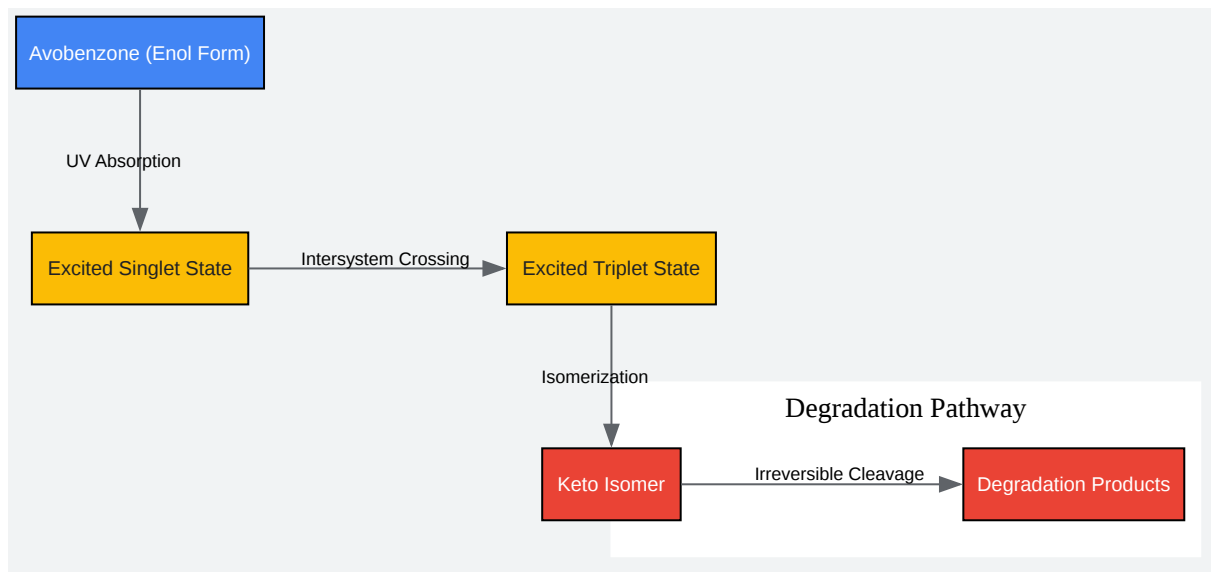 Avobenzone (Enol Form)
UV Absorption
Excited Singlet State
Intersystem Crossing
Excited Triplet State
Isomerization
Degradation Pathway
Keto Isomer
Irreversible Cleavage
Degradation Products